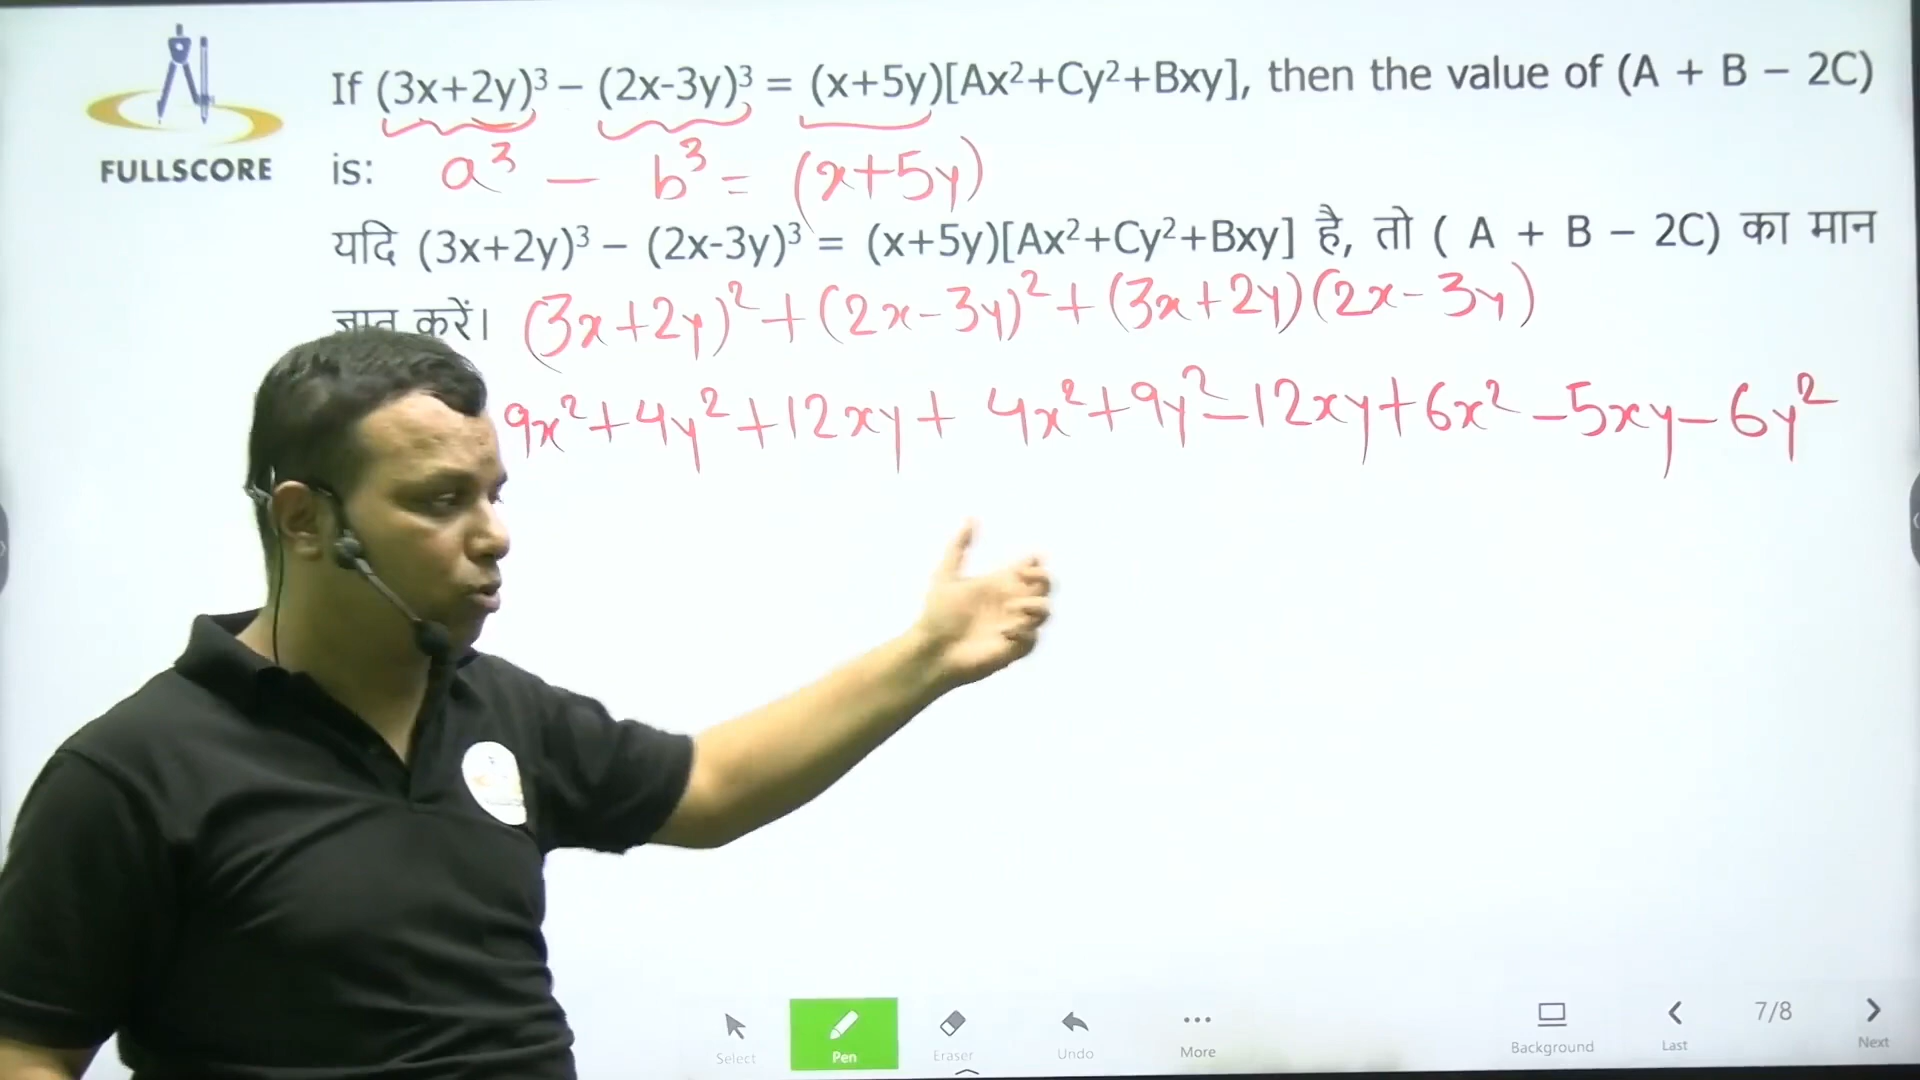 FULLSCORE
If (3x+2y)³ – (2x-3y)³ = (x+5y)[Ax²+Cy²+Bxy], then the value of (A + B – 2C)
is:
a³ – b³ = (x+5y)
यदि (3x+2y)³ – (2x-3y)³ = (x+5y)[Ax²+Cy²+Bxy] है, तो ( A + B – 2C) का मान
ज्ञात करें।
(3x+2y)²+(2x-3y)²+(3x+2y)(2x-3y)
9x²+4y²+12xy+ 4x²+9y²-12xy+6x²-5xy-6y²
Select
Pen
Eraser
Undo
More
Background
Last
7/8
Next